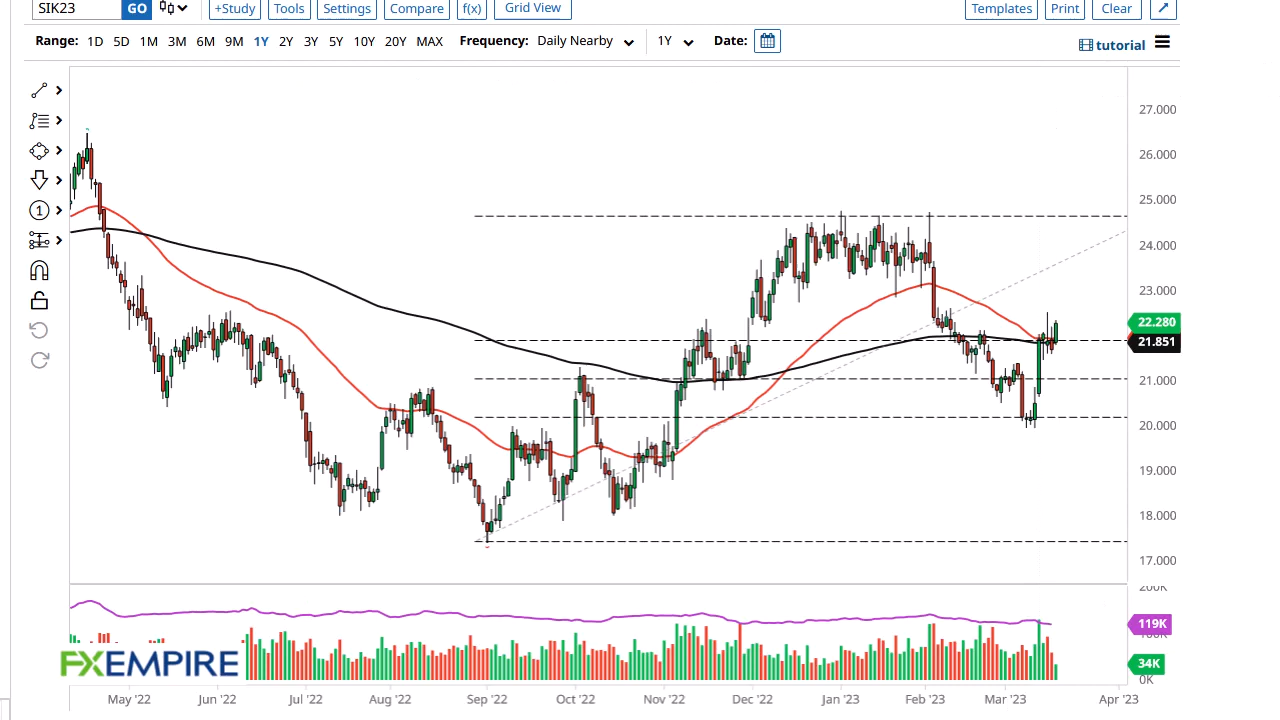 SIK23 GO +Study Tools Settings Compare f(x) Grid View Templates Print Clear
Range: 1D 5D 1M 3M 6M 9M 1Y 2Y 3Y 5Y 10Y 20Y MAX Frequency: Daily Nearby 1Y Date: tutorial
27.000
26.000
25.000
24.000
23.000
22.280
21.851
21.000
20.000
19.000
18.000
17.000
200K
119K
34K
0K
1
FXEMPIRE
May '22 Jun '22 Jul '22 Aug '22 Sep '22 Oct '22 Nov '22 Dec '22 Jan '23 Feb '23 Mar '23 Apr '23